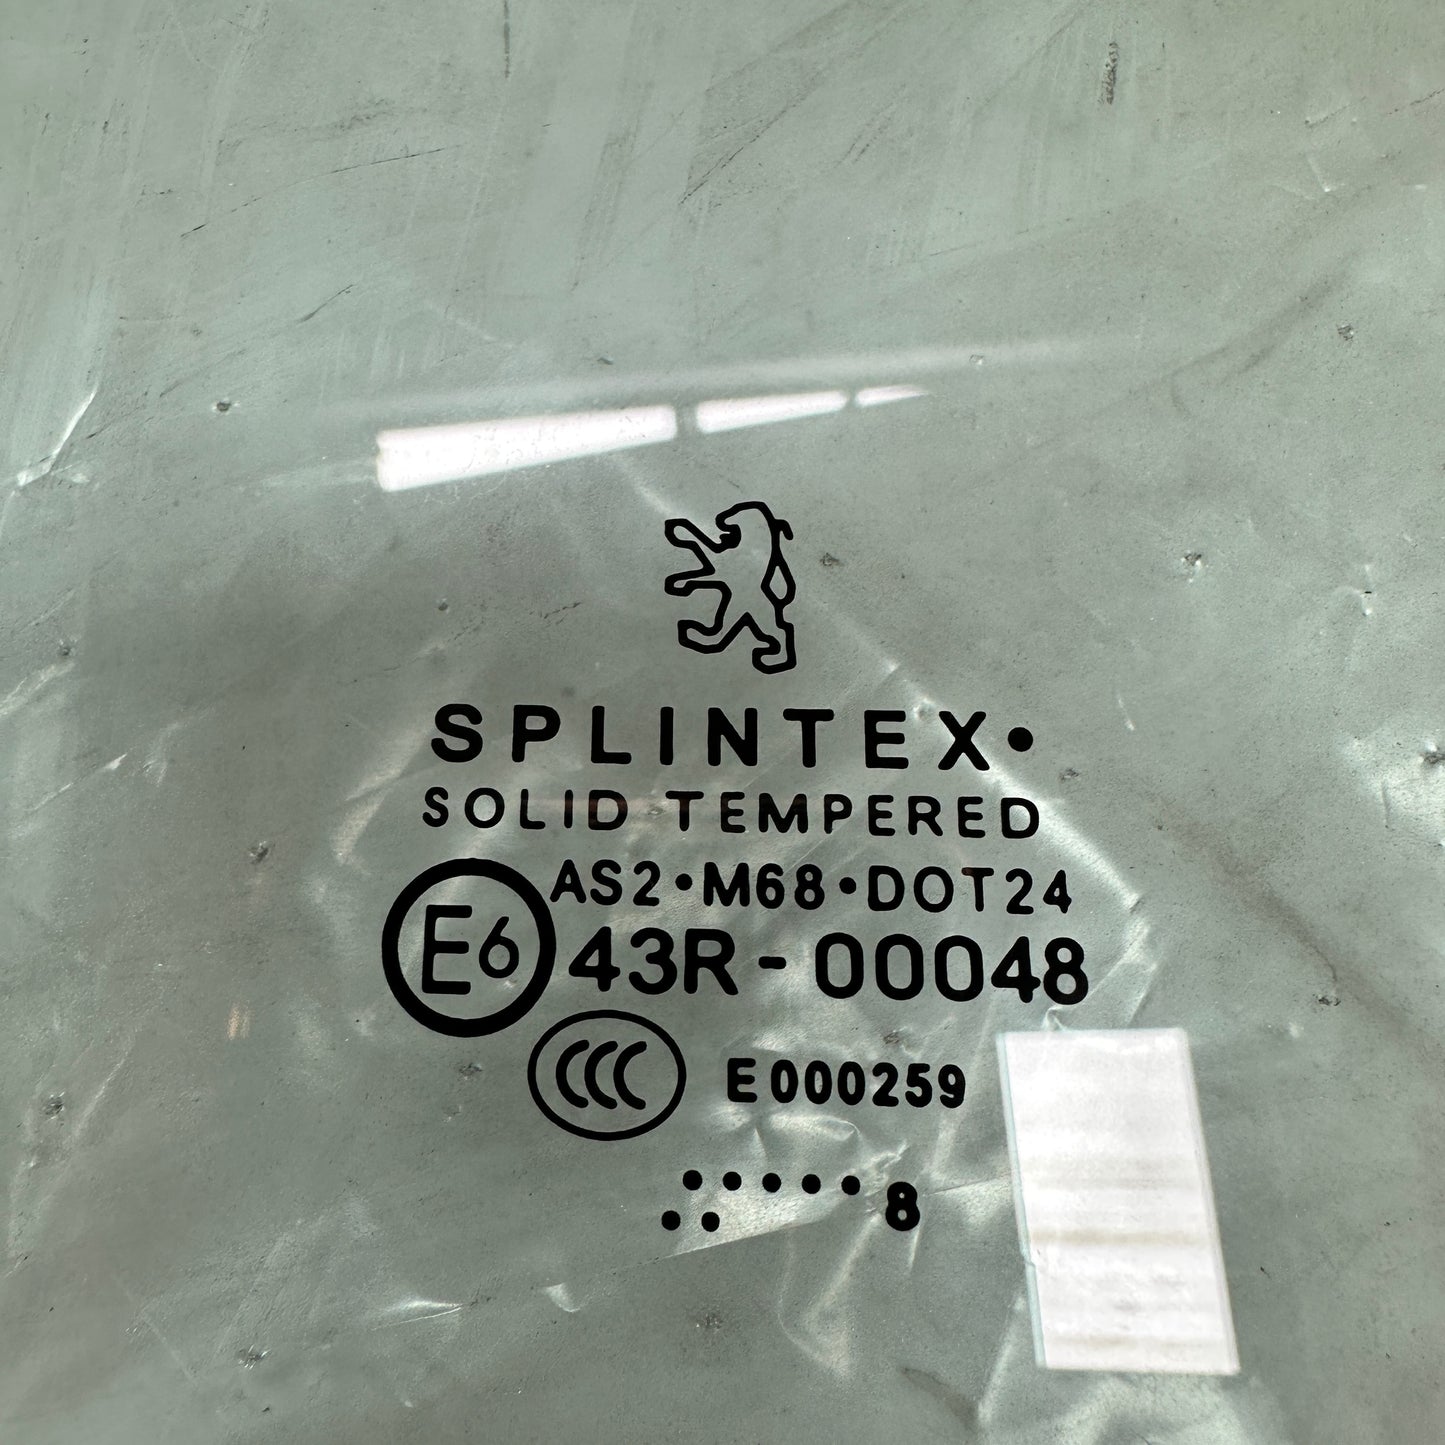 SPLINTEX•
SOLID TEMPERED
AS2•M68•DOT24
E6 43R-00048
CCC E000259
••••• 8
••